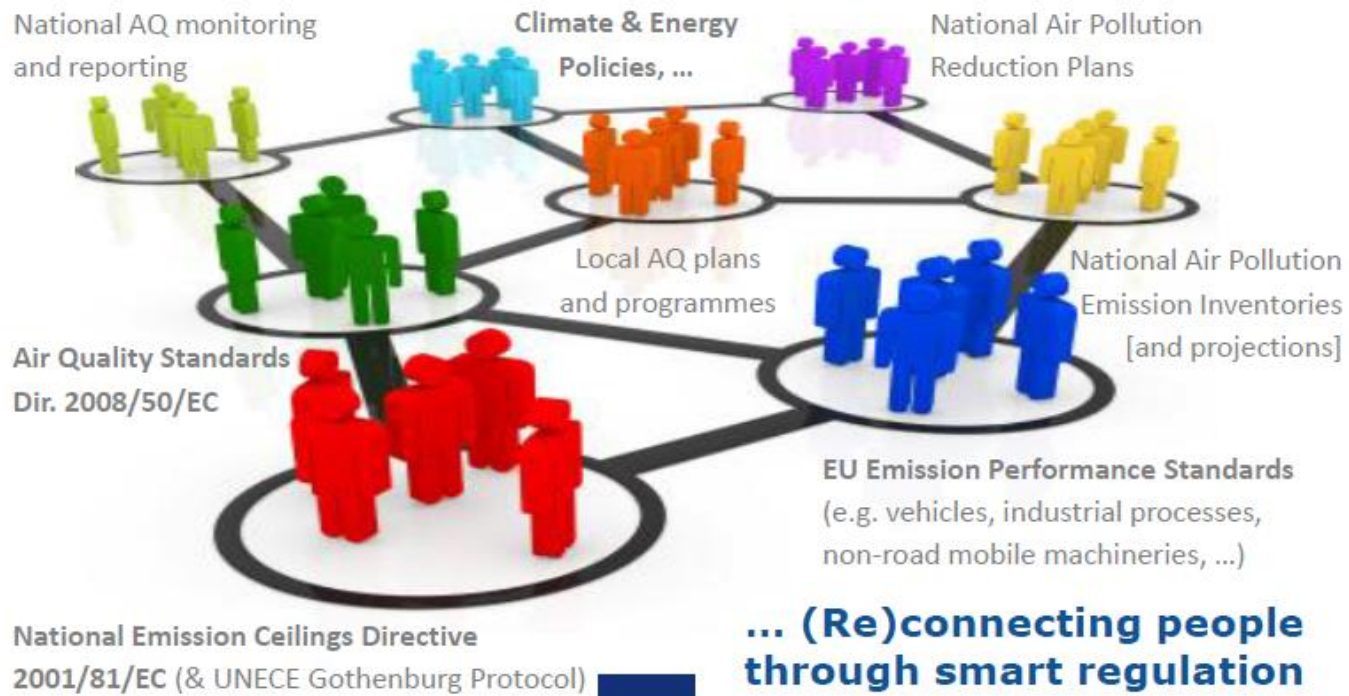 National AQ monitoring
and reporting
Climate & Energy
Policies, ...
National Air Pollution
Reduction Plans
Local AQ plans
and programmes
National Air Pollution
Emission Inventories
[and projections]
Air Quality Standards
Dir. 2008/50/EC
EU Emission Performance Standards
(e.g. vehicles, industrial processes,
non-road mobile machineries, ...)
National Emission Ceilings Directive
2001/81/EC (& UNECE Gothenburg Protocol)
... (Re)connecting people
through smart regulation